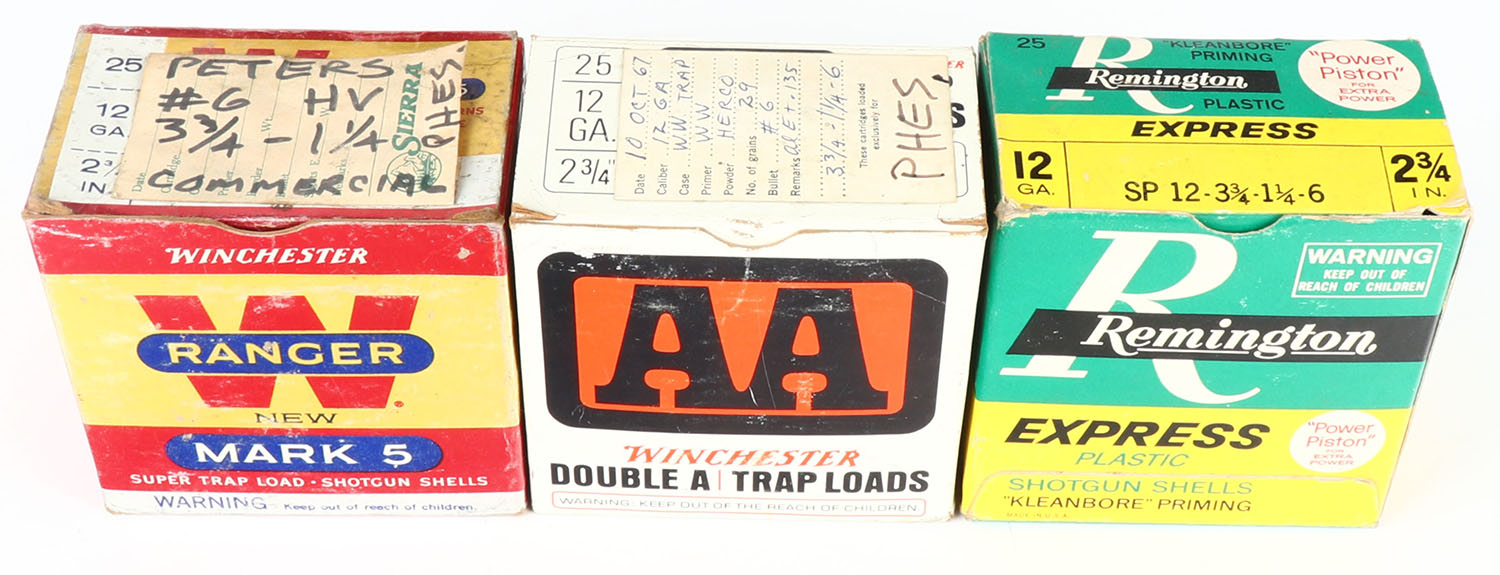 25
12
GA.
2¾
IN.
PETERS
#6 HV
3¾ - 1¼
COMMERCIAL
SIERRA
PHES.
Date
Cartridge
WINCHESTER
W
RANGER
NEW
MARK 5
SUPER TRAP LOAD · SHOTGUN SHELLS
WARNING - Keep out of reach of children.
25
12
GA.
2¾
Date 10 OCT 67
Caliber 12 GA
Case WW TRAP
Primer WW
Powder HERCO
No. of grains 29
Bullet #6
Remarks
3¾-1¼-6
These cartridges loaded
exclusively for
PHES.
AA
WINCHESTER
DOUBLE A | TRAP LOADS
WARNING: KEEP OUT OF THE REACH OF CHILDREN.
25
"KLEANBORE"
PRIMING
R
Remington
PLASTIC
"Power
Piston"
FOR
EXTRA
POWER
EXPRESS
12
GA.
SP 12-3¾-1¼-6
2¾
IN.
WARNING
KEEP OUT OF
REACH OF CHILDREN
R
Remington
EXPRESS
PLASTIC
"Power
Piston"
FOR
EXTRA
POWER
SHOTGUN SHELLS
"KLEANBORE" PRIMING
MADE IN U.S.A.